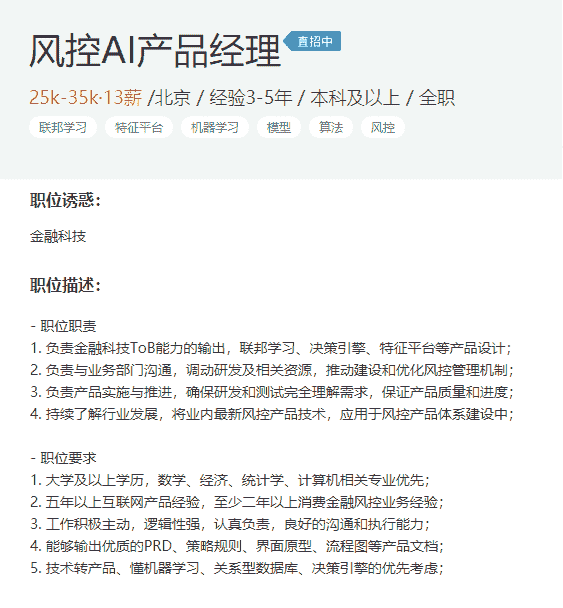 风控AI产品经理 直招中
25k-35k·13薪 /北京 / 经验3-5年 / 本科及以上 / 全职
联邦学习 特征平台 机器学习 模型 算法 风控
职位诱惑：
金融科技
职位描述：
- 职位职责
1. 负责金融科技ToB能力的输出，联邦学习、决策引擎、特征平台等产品设计；
2. 负责与业务部门沟通，调动研发及相关资源，推动建设和优化风控管理机制；
3. 负责产品实施与推进，确保研发和测试完全理解需求，保证产品质量和进度；
4. 持续了解行业发展，将业内最新风控产品技术，应用于风控产品体系建设中；
- 职位要求
1. 大学及以上学历，数学、经济、统计学、计算机相关专业优先；
2. 五年以上互联网产品经验，至少二年以上消费金融风控业务经验；
3. 工作积极主动，逻辑性强，认真负责，良好的沟通和执行能力；
4. 能够输出优质的PRD、策略规则、界面原型、流程图等产品文档；
5. 技术转产品、懂机器学习、关系型数据库、决策引擎的优先考虑；